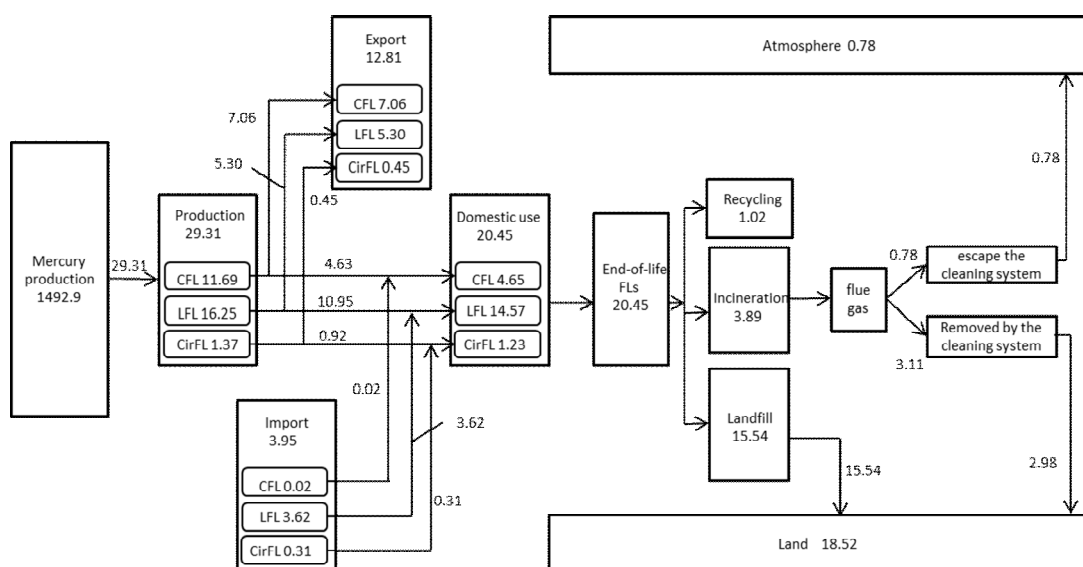 Export
12.81
CFL 7.06
LFL 5.30
CirFL 0.45
Atmosphere 0.78
7.06
5.30
0.45
0.78
Mercury
production
1492.9
29.31
Production
29.31
CFL 11.69
LFL 16.25
CirFL 1.37
4.63
10.95
0.92
Domestic use
20.45
CFL 4.65
LFL 14.57
CirFL 1.23
End-of-life
FLs
20.45
Recycling
1.02
Incineration
3.89
Landfill
15.54
flue
gas
0.78
escape the
cleaning system
3.11
Removed by the
cleaning system
0.02
3.62
0.31
Import
3.95
CFL 0.02
LFL 3.62
CirFL 0.31
15.54
2.98
Land 18.52